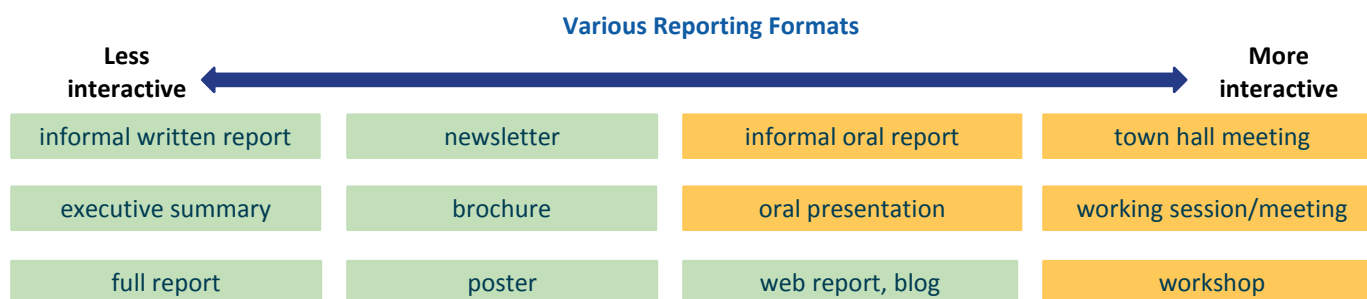 Various Reporting Formats
Less
interactive
More
interactive
informal written report
newsletter
informal oral report
town hall meeting
executive summary
brochure
oral presentation
working session/meeting
full report
poster
web report, blog
workshop